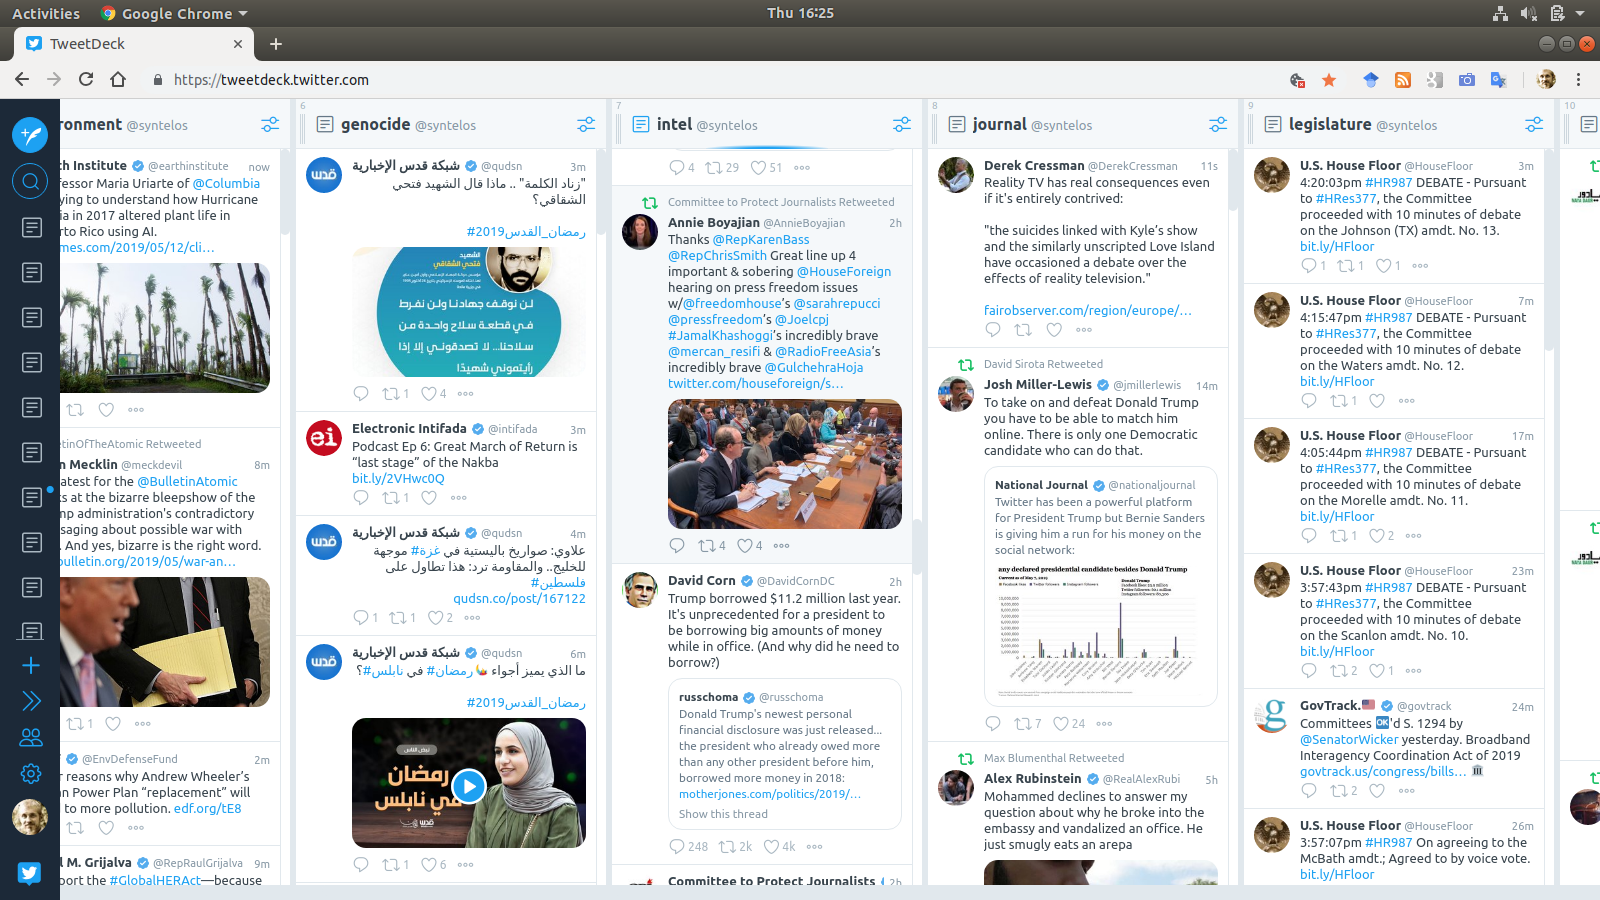 Activities
Google Chrome
Thu 16:25
TweetDeck
https://tweetdeck.twitter.com
ronment @syntelos
th Institute @earthinstitute now
fessor Maria Uriarte of @Columbia
ying to understand how Hurricane
ia in 2017 altered plant life in
rto Rico using AI.
mes.com/2019/05/12/cli…
etinOfTheAtomic Retweeted
n Mecklin @meckdevil 8m
atest for the @BulletinAtomic
ks at the bizarre bleepshow of the
mp administration's contradictory
saging about possible war with
. And yes, bizarre is the right word.
bulletin.org/2019/05/war-an…
1
@EnvDefenseFund 2m
r reasons why Andrew Wheeler's
an Power Plan “replacement” will
to more pollution. edf.org/tE8
l M. Grijalva @RepRaulGrijalva 9m
port the #GlobalHERAct—because
6
genocide @syntelos
شبكة قدس الإخبارية @qudsn 3m
"زناد الكلمة" .. ماذا قال الشهيد فتحي
الشقاقي؟
#رمضان_القدس2019
الشهيد
فتحي الشقاقي
لن نوقف جهادنا ولن نفرط
في قطعة سلاح واحدة من
سلاحنا... لا تصدقوني إلا إذا
رأيتموني شهيدًا
1 4
ei
Electronic Intifada @intifada 3m
Podcast Ep 6: Great March of Return is
“last stage” of the Nakba
bit.ly/2VHwc0Q
1
شبكة قدس الإخبارية @qudsn 4m
علاوي: صواريخ باليستية في #غزة موجهة
للخليج.. والمقاومة ترد: هذا تطاول على
#فلسطين
qudsn.co/post/167122
1 1 2
شبكة قدس الإخبارية @qudsn 6m
ما الذي يميز أجواء #رمضان في #نابلس؟
#رمضان_القدس2019
نبض الناس
رمضان
في نابلس
قدس
1 6
7
intel @syntelos
4 29 51
Committee to Protect Journalists Retweeted
Annie Boyajian @AnnieBoyajian 2h
Thanks @RepKarenBass
@RepChrisSmith Great line up 4
important & sobering @HouseForeign
hearing on press freedom issues
w/@freedomhouse's @sarahrepucci
@pressfreedom's @Joelcpj
#JamalKhashoggi's incredibly brave
@mercan_resifi & @RadioFreeAsia's
incredibly brave @GulchehraHoja
twitter.com/houseforeign/s…
4 4
David Corn @DavidCornDC 2h
Trump borrowed $11.2 million last year.
It's unprecedented for a president to
be borrowing big amounts of money
while in office. (And why did he need to
borrow?)
russchoma @russchoma
Donald Trump's newest personal
financial disclosure was just released...
the president who already owed more
than any other president before him,
borrowed more money in 2018:
motherjones.com/politics/2019/…
Show this thread
248 2k 4k
Committee to Protect Journalists 2h
8
journal @syntelos
Derek Cressman @DerekCressman 11s
Reality TV has real consequences even
if it's entirely contrived:
"the suicides linked with Kyle's show
and the similarly unscripted Love Island
have occasioned a debate over the
effects of reality television."
fairobserver.com/region/europe/…
David Sirota Retweeted
Josh Miller-Lewis @jmillerlewis 14m
To take on and defeat Donald Trump
you have to be able to match him
online. There is only one Democratic
candidate who can do that.
National Journal @nationaljournal
Twitter has been a powerful platform
for President Trump but Bernie Sanders
is giving him a run for his money on the
social network:
any declared presidential candidate besides Donald Trump
Current as of May 7, 2019
Donald Trump
7 24
Max Blumenthal Retweeted
Alex Rubinstein @RealAlexRubi 5h
Mohammed declines to answer my
question about why he broke into the
embassy and vandalized an office. He
just smugly eats an arepa
9
legislature @syntelos
U.S. House Floor @HouseFloor 3m
4:20:03pm #HR987 DEBATE - Pursuant
to #HRes377, the Committee
proceeded with 10 minutes of debate
on the Johnson (TX) amdt. No. 13.
bit.ly/HFloor
1 1 1
U.S. House Floor @HouseFloor 7m
4:15:47pm #HR987 DEBATE - Pursuant
to #HRes377, the Committee
proceeded with 10 minutes of debate
on the Waters amdt. No. 12.
bit.ly/HFloor
1
U.S. House Floor @HouseFloor 17m
4:05:44pm #HR987 DEBATE - Pursuant
to #HRes377, the Committee
proceeded with 10 minutes of debate
on the Morelle amdt. No. 11.
bit.ly/HFloor
1 2
U.S. House Floor @HouseFloor 23m
3:57:43pm #HR987 DEBATE - Pursuant
to #HRes377, the Committee
proceeded with 10 minutes of debate
on the Scanlon amdt. No. 10.
bit.ly/HFloor
2 1
GovTrack.🇺🇸 @govtrack 24m
Committees 🆗'd S. 1294 by
@SenatorWicker yesterday. Broadband
Interagency Coordination Act of 2019
govtrack.us/congress/bills… 🏛
2
U.S. House Floor @HouseFloor 26m
3:57:07pm #HR987 On agreeing to the
McBath amdt.; Agreed to by voice vote.
bit.ly/HFloor
10